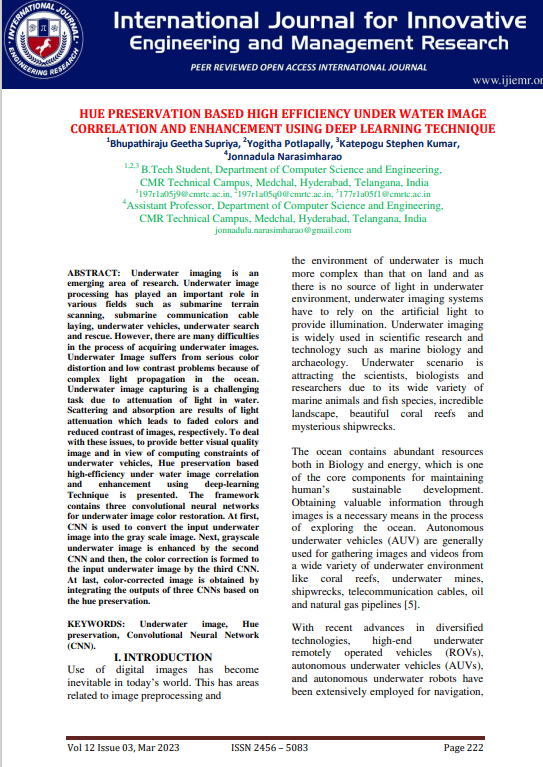 INTERNATIONAL JOURNAL
ENGINEERING RESEARCH
International Journal for Innovative
Engineering and Management Research
PEER REVIEWED OPEN ACCESS INTERNATIONAL JOURNAL
www.ijiemr.or
HUE PRESERVATION BASED HIGH EFFICIENCY UNDER WATER IMAGE
CORRELATION AND ENHANCEMENT USING DEEP LEARNING TECHNIQUE
1Bhupathiraju Geetha Supriya, 2Yogitha Potlapally, 3Katepogu Stephen Kumar,
4Jonnadula Narasimharao
1,2,3 B.Tech Student, Department of Computer Science and Engineering,
CMR Technical Campus, Medchal, Hyderabad, Telangana, India
1197r1a05j9@cmrtc.ac.in, 2197r1a05q0@cmrtc.ac.in, 3177r1a05f1@cmrtc.ac.in
4Assistant Professor, Department of Computer Science and Engineering,
CMR Technical Campus, Medchal, Hyderabad, Telangana, India
jonnadula.narasimharao@gmail.com
ABSTRACT: Underwater imaging is an
emerging area of research. Underwater image
processing has played an important role in
various fields such as submarine terrain
scanning, submarine communication cable
laying, underwater vehicles, underwater search
and rescue. However, there are many difficulties
in the process of acquiring underwater images.
Underwater Image suffers from serious color
distortion and low contrast problems because of
complex light propagation in the ocean.
Underwater image capturing is a challenging
task due to attenuation of light in water.
Scattering and absorption are results of light
attenuation which leads to faded colors and
reduced contrast of images, respectively. To deal
with these issues, to provide better visual quality
image and in view of computing constraints of
underwater vehicles, Hue preservation based
high-efficiency under water image correlation
and enhancement using deep-learning
Technique is presented. The framework
contains three convolutional neural networks
for underwater image color restoration. At first,
CNN is used to convert the input underwater
image into the gray scale image. Next, grayscale
underwater image is enhanced by the second
CNN and then, the color correction is formed to
the input underwater image by the third CNN.
At last, color-corrected image is obtained by
integrating the outputs of three CNNs based on
the hue preservation.
KEYWORDS: Underwater image, Hue
preservation, Convolutional Neural Network
(CNN).
I. INTRODUCTION
Use of digital images has become
inevitable in today's world. This has areas
related to image preprocessing and
the environment of underwater is much
more complex than that on land and as
there is no source of light in underwater
environment, underwater imaging systems
have to rely on the artificial light to
provide illumination. Underwater imaging
is widely used in scientific research and
technology such as marine biology and
archaeology. Underwater scenario is
attracting the scientists, biologists and
researchers due to its wide variety of
marine animals and fish species, incredible
landscape, beautiful coral reefs and
mysterious shipwrecks.
The ocean contains abundant resources
both in Biology and energy, which is one
of the core components for maintaining
human's sustainable development.
Obtaining valuable information through
images is a necessary means in the process
of exploring the ocean. Autonomous
underwater vehicles (AUV) are generally
used for gathering images and videos from
a wide variety of underwater environment
like coral reefs, underwater mines,
shipwrecks, telecommunication cables, oil
and natural gas pipelines [5].
With recent advances in diversified
technologies, high-end underwater
remotely operated vehicles (ROVs),
autonomous underwater vehicles (AUVs),
and autonomous underwater robots have
been extensively employed for navigation,
Vol 12 Issue 03, Mar 2023 ISSN 2456 – 5083 Page 222